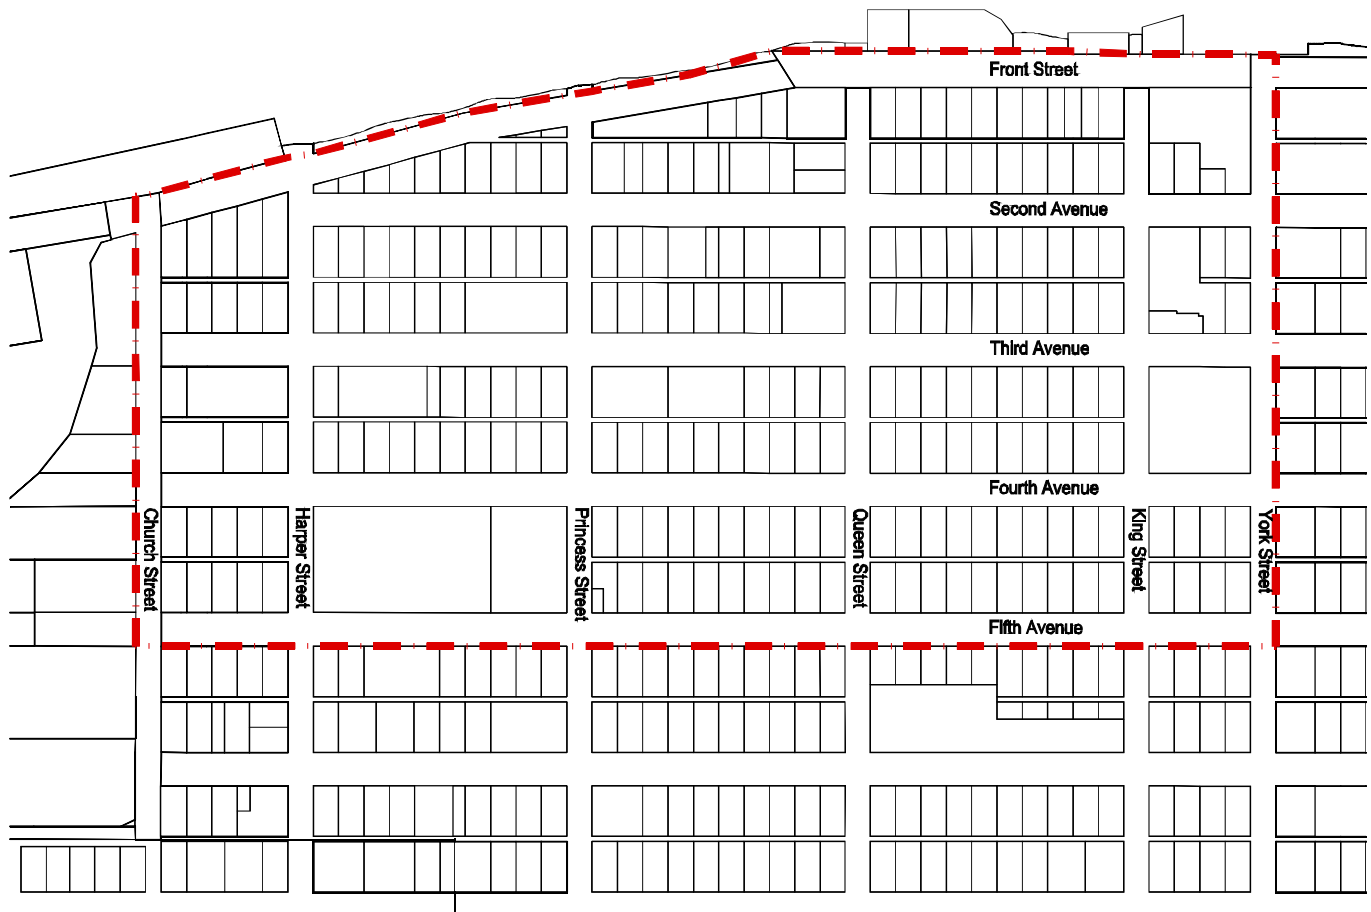 Front Street
Second Avenue
Third Avenue
Fourth Avenue
Church Street
Harper Street
Princess Street
Queen Street
King Street
York Street
Fifth Avenue